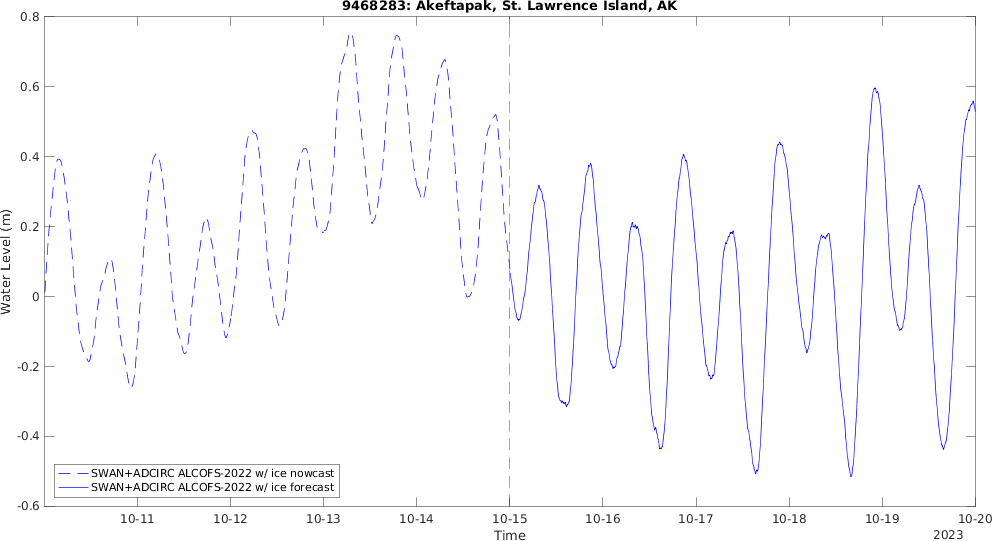 9468283: Akeftapak, St. Lawrence Island, AK
0.8
0.6
0.4
0.2
0
-0.2
-0.4
-0.6
Water Level (m)
SWAN+ADCIRC ALCOFS-2022 w/ ice nowcast
SWAN+ADCIRC ALCOFS-2022 w/ ice forecast
10-11 10-12 10-13 10-14 10-15 10-16 10-17 10-18 10-19 10-20
Time
2023